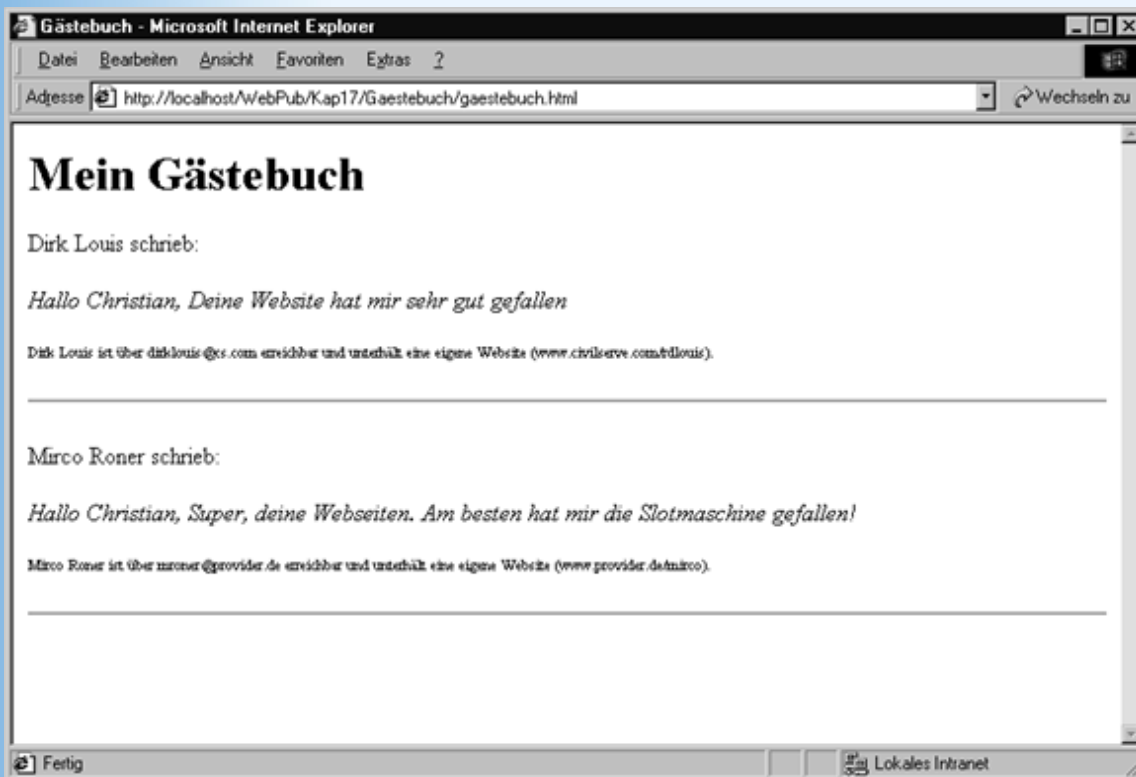 Gästebuch - Microsoft Internet Explorer
Datei Bearbeiten Ansicht Favoriten Extras ?
Adresse http://localhost/WebPub/Kap17/Gaestebuch/gaestebuch.html Wechseln zu
Mein Gästebuch
Dirk Louis schrieb:
Hallo Christian, Deine Website hat mir sehr gut gefallen
Dirk Louis ist über dirklouis@cs.com erreichbar und unterhält eine eigene Website (www.civilserve.com/rdlouis).
Mirco Roner schrieb:
Hallo Christian, Super, deine Webseiten. Am besten hat mir die Slotmaschine gefallen!
Mirco Roner ist über mroner@provider.de erreichbar und unterhält eine eigene Website (www.provider.de/mirco).
Fertig Lokales Intranet